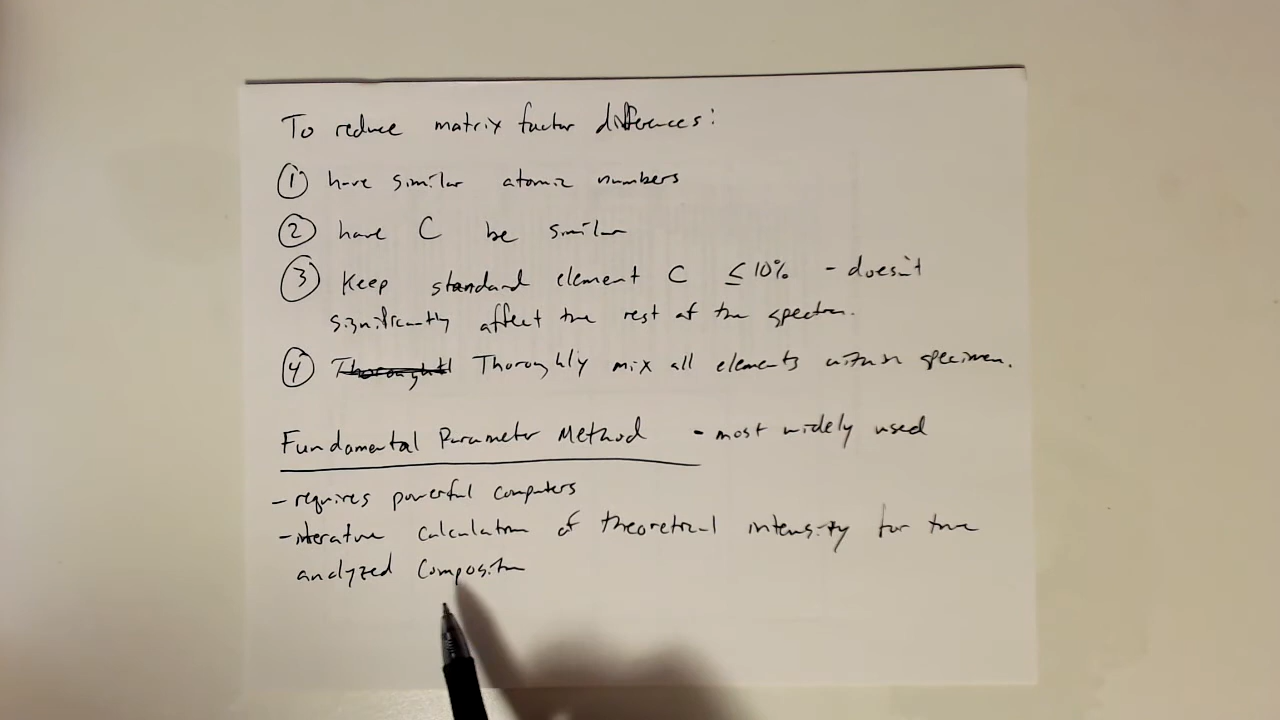 To reduce matrix factor differences:
① have similar atomic numbers
② have C be similar
③ Keep standard element C ≤ 10% - doesn't
significantly affect the rest of the spectrum.
④ Thorough Thoroghly mix all elements within specimen.
Fundamental Parameter Method - most widely used
- requires powerful computers
- iterative calculation of theoretical intensity for the
analyzed composition